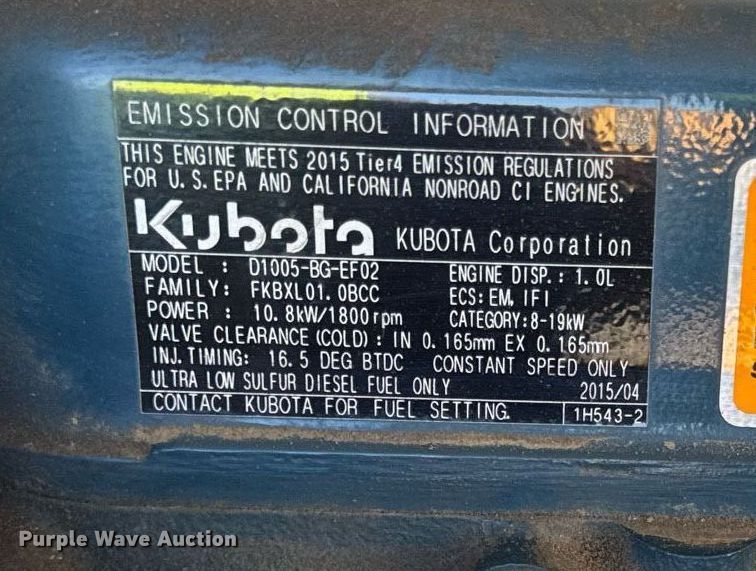 EMISSION CONTROL INFORMATION
THIS ENGINE MEETS 2015 Tier4 EMISSION REGULATIONS
FOR U.S. EPA AND CALIFORNIA NONROAD CI ENGINES.
Kubota KUBOTA Corporation
MODEL : D1005-BG-EF02 ENGINE DISP.: 1.0L
FAMILY: FKBXL01.0BCC ECS: EM, IFI
POWER : 10.8kW/1800rpm CATEGORY:8-19kW
VALVE CLEARANCE(COLD): IN 0.165mm EX 0.165mm
INJ.TIMING: 16.5 DEG BTDC CONSTANT SPEED ONLY
ULTRA LOW SULFUR DIESEL FUEL ONLY 2015/04
CONTACT KUBOTA FOR FUEL SETTING. 1H543-2
Purple Wave Auction